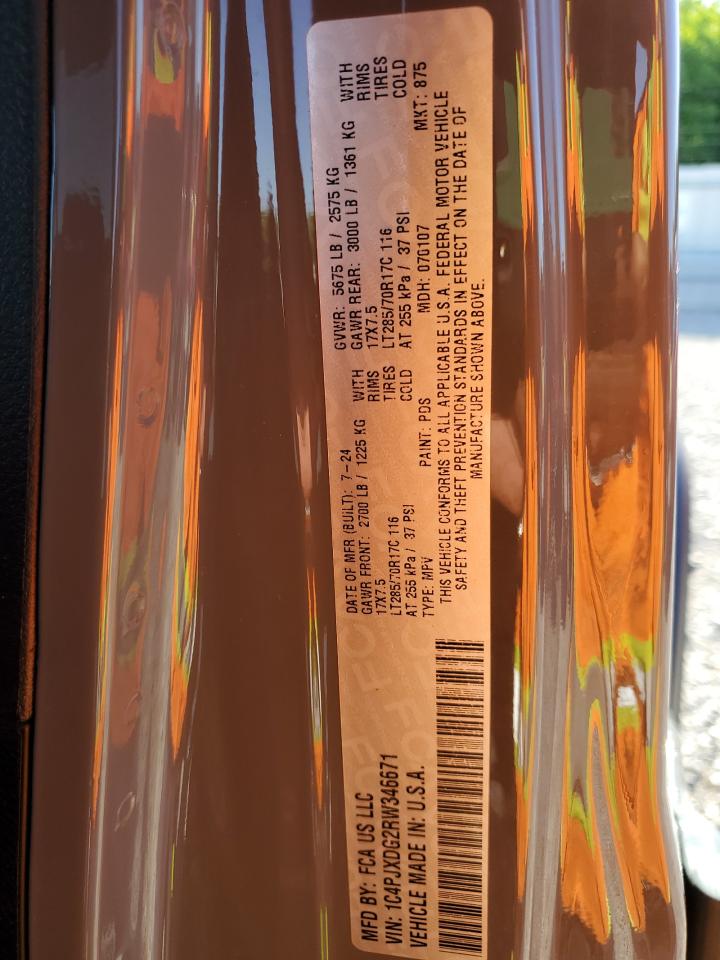 MFD BY: FCA US LLC
VIN: 1C4PJXDG2RW346671
VEHICLE MADE IN: U.S.A.
DATE OF MFR (BUILT): 7-24 GVWR: 5675 LB / 2575 KG
GAWR FRONT: 2700 LB / 1225 KG WITH GAWR REAR: 3000 LB / 1361 KG WITH
17X7.5 RIMS 17X7.5 RIMS
LT285/70R17C 116 TIRES LT285/70R17C 116 TIRES
AT 255 kPa / 37 PSI COLD AT 255 kPa / 37 PSI COLD
TYPE: MPV PAINT: PDS MDH: 070107 MKT: 875
THIS VEHICLE CONFORMS TO ALL APPLICABLE U.S.A. FEDERAL MOTOR VEHICLE
SAFETY AND THEFT PREVENTION STANDARDS IN EFFECT ON THE DATE OF
MANUFACTURE SHOWN ABOVE.